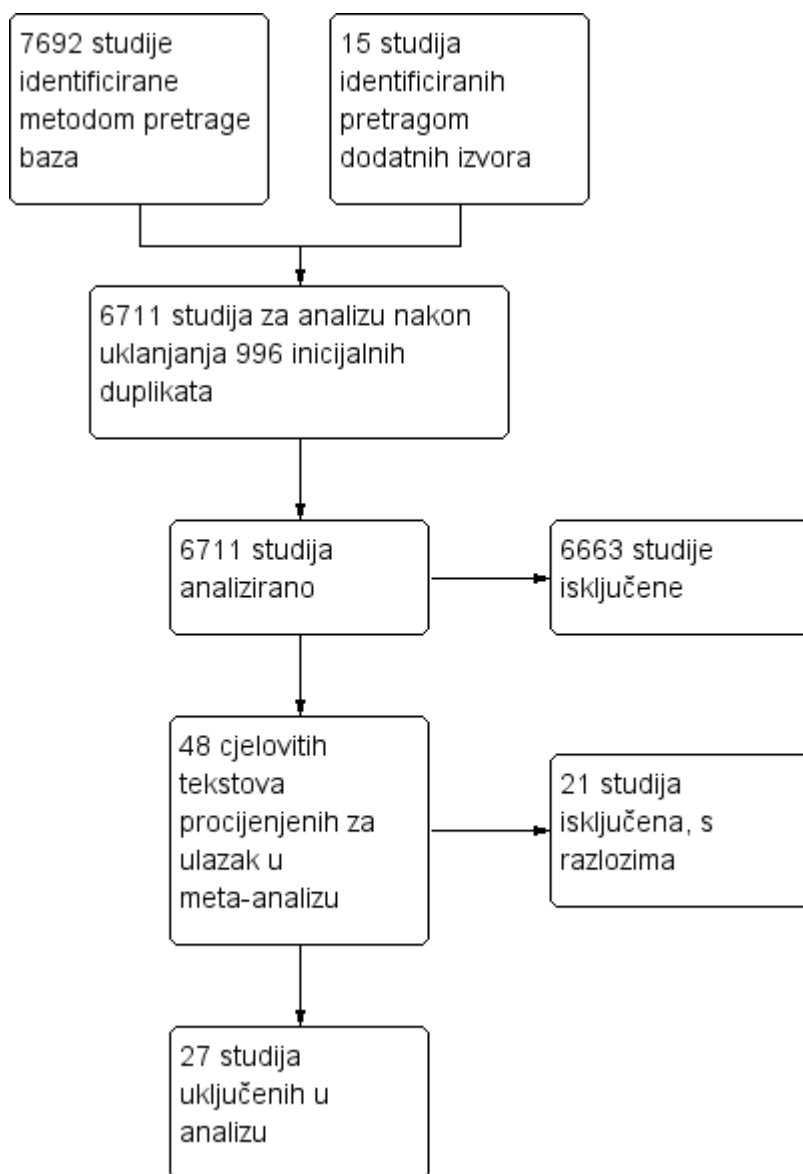 7692 studije
identificirane
metodom pretrage
baza
15 studija
identificiranih
pretragom
dodatnih izvora
6711 studija za analizu nakon
uklanjanja 996 inicijalnih
duplikata
6711 studija
analizirano
6663 studije
isključene
48 cjelovitih
tekstova
procijenjenih za
ulazak u
meta-analizu
21 studija
isključena, s
razlozima
27 studija
uključenih u
analizu